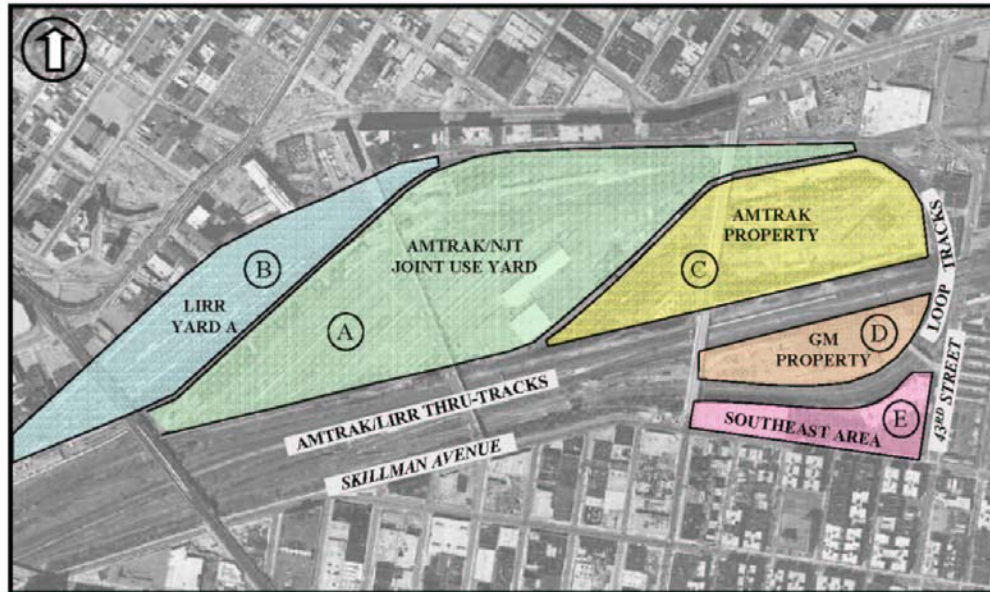 AMTRAK
PROPERTY
C
AMTRAK/NJT
JOINT USE YARD
A
B
LIRR
YARD A
LOOP TRACKS
D
GM
PROPERTY
AMTRAK/LIRR THRU-TRACKS
SKILLMAN AVENUE
SOUTHEAST AREA
E
43RD STREET